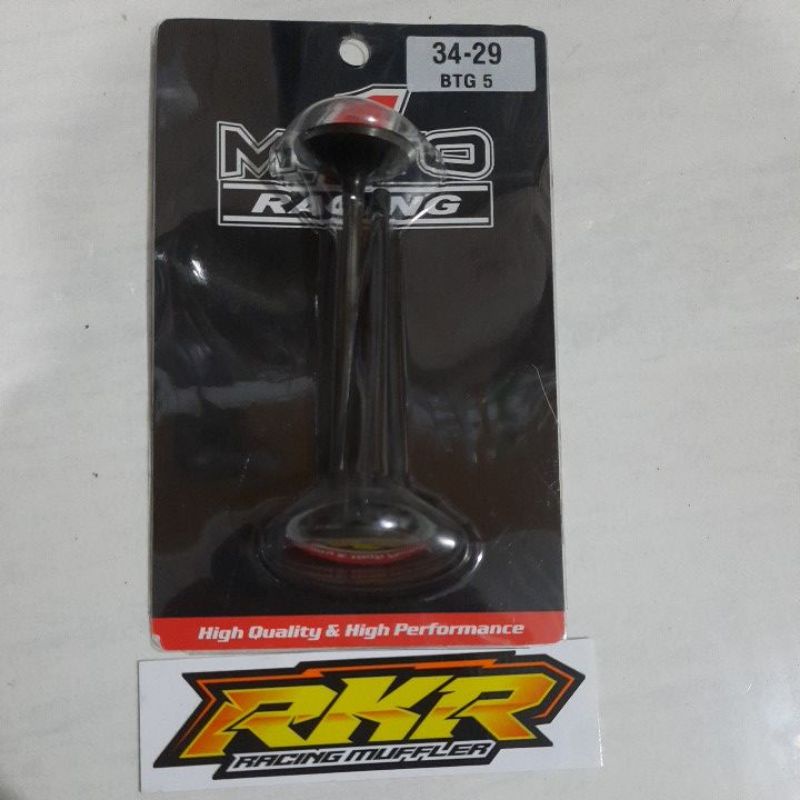 34-29
BTG 5
RACING
High Quality & High Performance
RKR
RACING MUFFLER